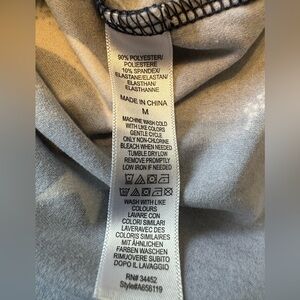 90% POLYESTER/
POLIESTERE
10% SPANDEX/
ELASTANE/ELASTAN/
ELASTHAN/
ELASTHANNE
MADE IN CHINA
M
MACHINE WASH COLD
WITH LIKE COLORS
GENTLE CYCLE
ONLY NON-CHLORINE
BLEACH WHEN NEEDED
TUMBLE DRY LOW
REMOVE PROMPTLY
LOW IRON IF NEEDED
WASH WITH LIKE
COLOURS
LAVARE CON
COLORI SIMILARI
LAVER AVEC DES
COLORIS SIMILAIRES
MIT ÄHNLICHEN
FARBEN WASCHEN
RIMUOVERE SUBITO
DOPO IL LAVAGGIO
RN# 34452
Style#A656119